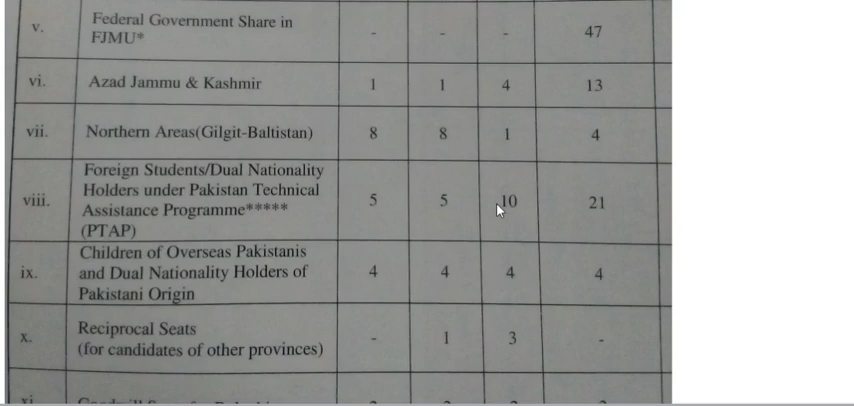 v. Federal Government Share in
FJMU* - - - 47
vi. Azad Jammu & Kashmir 1 1 4 13
vii. Northern Areas(Gilgit-Baltistan) 8 8 1 4
Foreign Students/Dual Nationality
Holders under Pakistan Technical
viii. Assistance Programme***** 5 5 10 21
(PTAP)
Children of Overseas Pakistanis
ix. and Dual Nationality Holders of 4 4 4 4
Pakistani Origin
x. Reciprocal Seats - 1 3 -
(for candidates of other provinces)
xi.